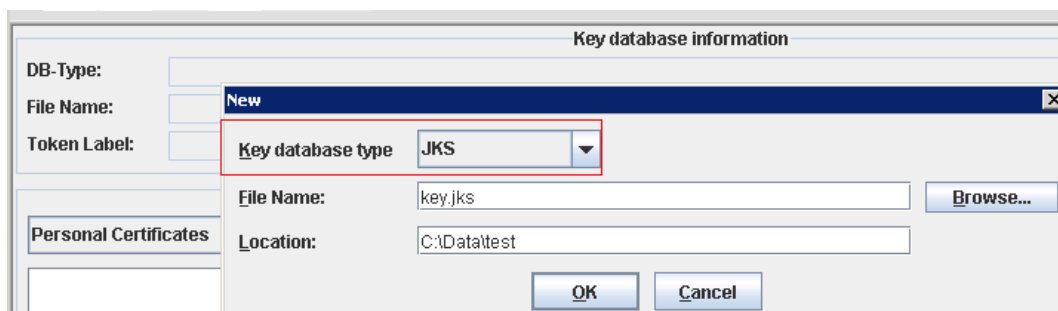 Key database information
DB-Type:
File Name:
Token Label:
New
Key database type JKS
File Name: key.jks Browse...
Personal Certificates
Location: C:\Data\test
OK Cancel